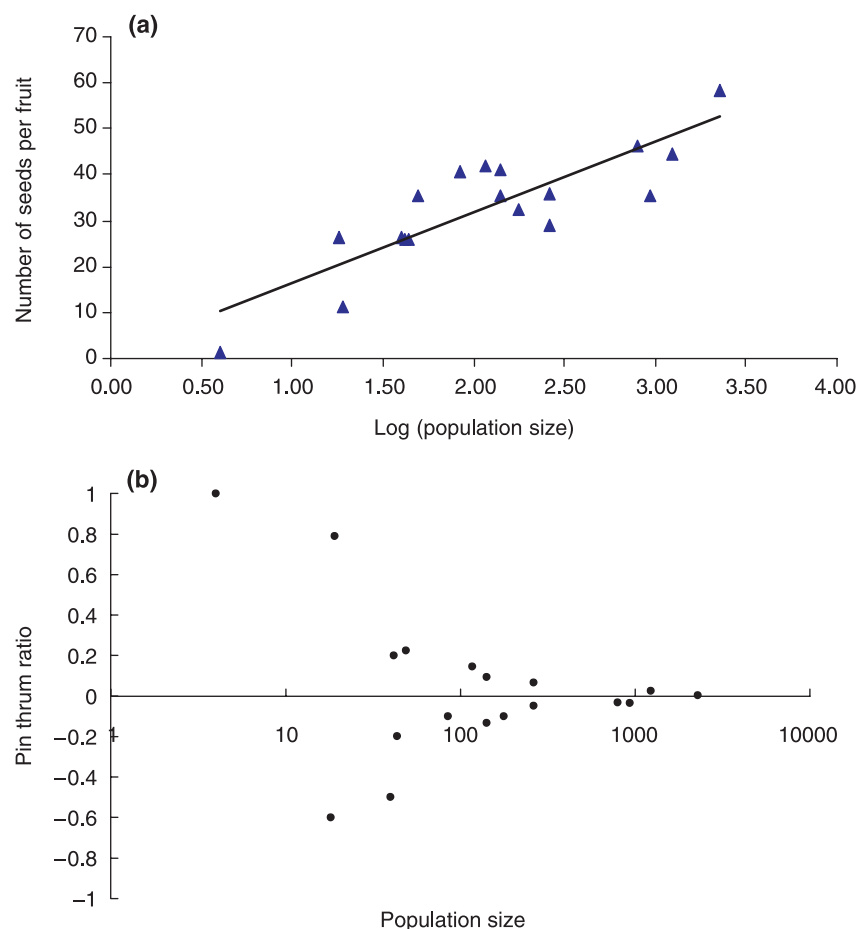 (a)
Number of seeds per fruit
70
60
50
40
30
20
10
0
0.00 0.50 1.00 1.50 2.00 2.50 3.00 3.50 4.00
Log (population size)
(b)
Pin thrum ratio
1
0.8
0.6
0.4
0.2
0
−0.2
−0.4
−0.6
−0.8
−1
1 10 100 1000 10000
Population size